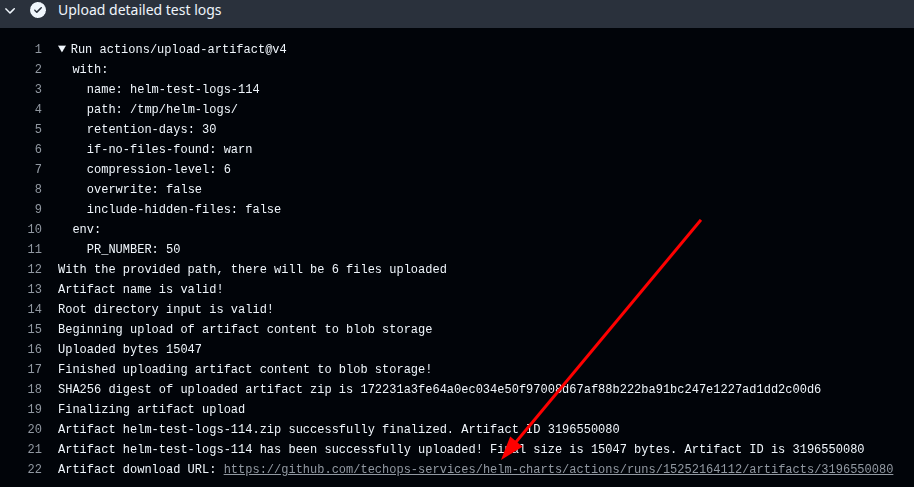 Upload detailed test logs
1 ▼ Run actions/upload-artifact@v4
2 with:
3 name: helm-test-logs-114
4 path: /tmp/helm-logs/
5 retention-days: 30
6 if-no-files-found: warn
7 compression-level: 6
8 overwrite: false
9 include-hidden-files: false
10 env:
11 PR_NUMBER: 50
12 With the provided path, there will be 6 files uploaded
13 Artifact name is valid!
14 Root directory input is valid!
15 Beginning upload of artifact content to blob storage
16 Uploaded bytes 15047
17 Finished uploading artifact content to blob storage!
18 SHA256 digest of uploaded artifact zip is 172231a3fe64a0ec034e50f97008d67af88b222ba91bc247e1227ad1dd2c00d6
19 Finalizing artifact upload
20 Artifact helm-test-logs-114.zip successfully finalized. Artifact ID 3196550080
21 Artifact helm-test-logs-114 has been successfully uploaded! Final size is 15047 bytes. Artifact ID is 3196550080
22 Artifact download URL: https://github.com/techops-services/helm-charts/actions/runs/15252164112/artifacts/3196550080